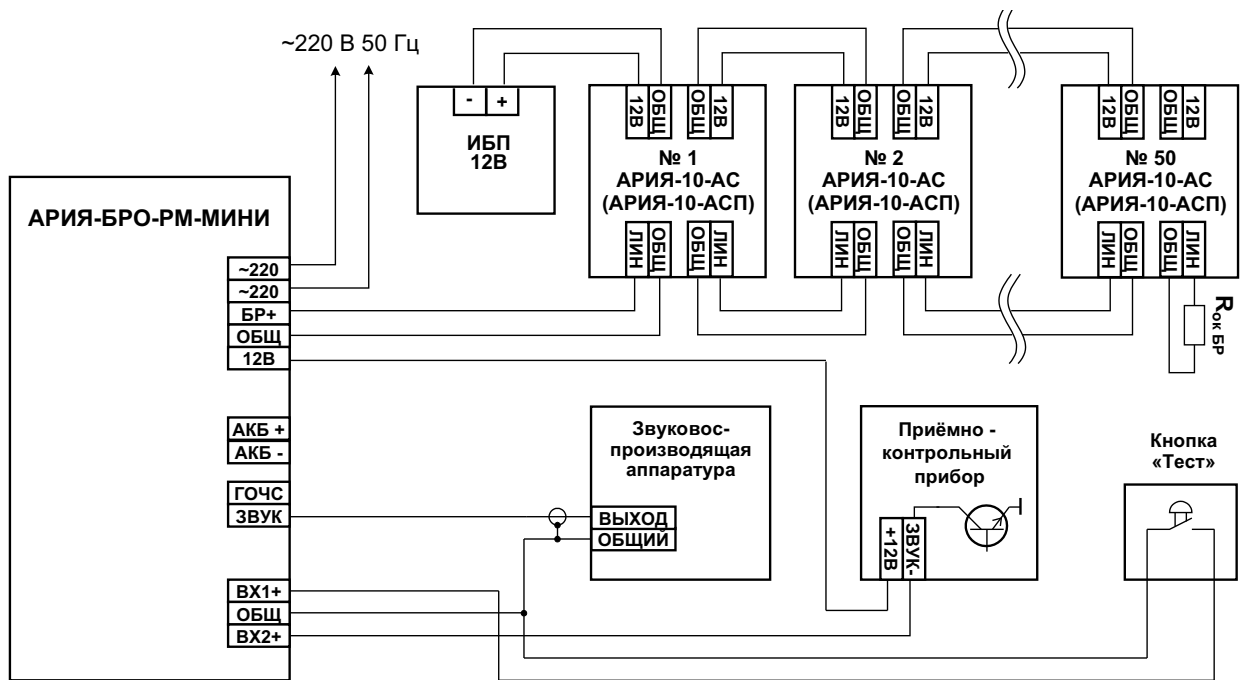 ~220 В 50 Гц
- +
ИБП
12В
12В ОБЩ ОБЩ 12В
№ 1
АРИЯ-10-АС
(АРИЯ-10-АСП)
ЛИН ОБЩ ОБЩ ЛИН
12В ОБЩ ОБЩ 12В
№ 2
АРИЯ-10-АС
(АРИЯ-10-АСП)
ЛИН ОБЩ ОБЩ ЛИН
12В ОБЩ ОБЩ 12В
№ 50
АРИЯ-10-АС
(АРИЯ-10-АСП)
ЛИН ОБЩ ОБЩ ЛИН
Rок БР
АРИЯ-БРО-РМ-МИНИ
~220
~220
БР+
ОБЩ
12В
АКБ +
АКБ -
ГОЧС
ЗВУК
ВХ1+
ОБЩ
ВХ2+
Звуковос-
производящая
аппаратура
ВЫХОД
ОБЩИЙ
Приёмно -
контрольный
прибор
+12В
ЗВУК-
Кнопка
«Тест»